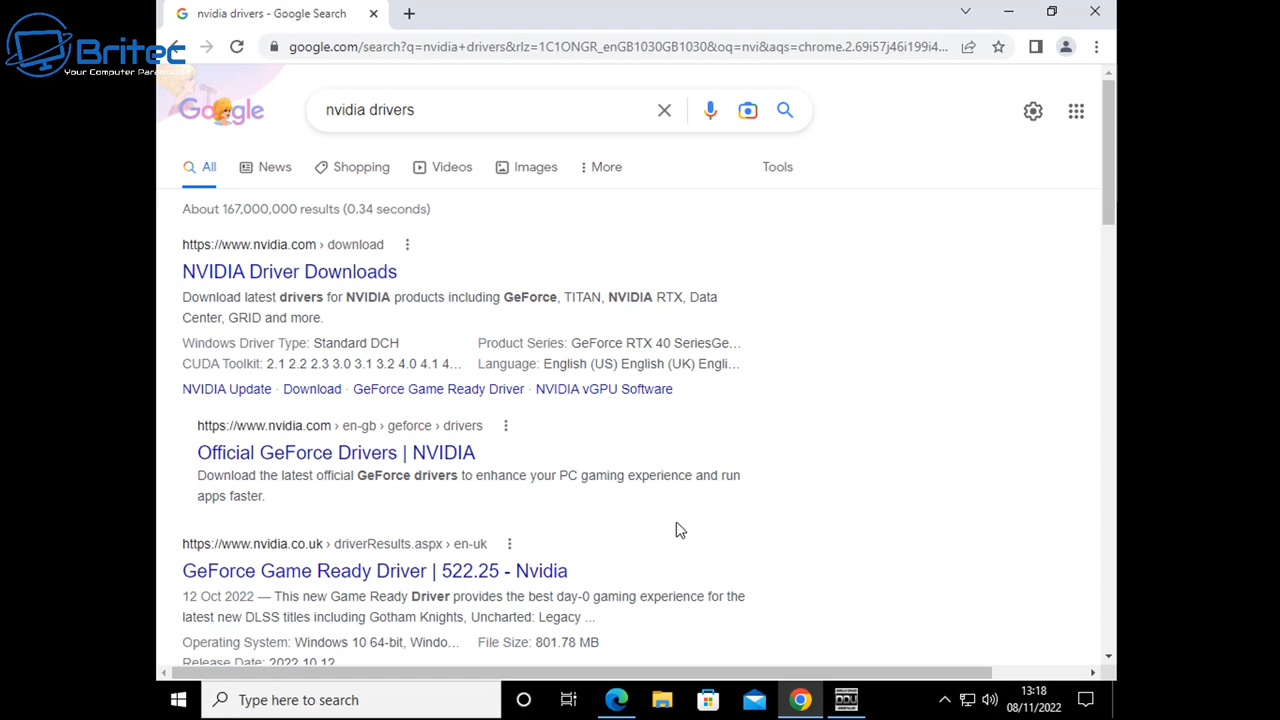 nvidia drivers - Google Search
Britec
Your Computer Para
google.com/search?q=nvidia+drivers&rlz=1C1ONGR_enGB1030GB1030&oq=nvi&aqs=chrome.2.69i57j46i199i4...
Google
nvidia drivers
All
News
Shopping
Videos
Images
More
Tools
About 167,000,000 results (0.34 seconds)
https://www.nvidia.com › download
NVIDIA Driver Downloads
Download latest drivers for NVIDIA products including GeForce, TITAN, NVIDIA RTX, Data
Center, GRID and more.
Windows Driver Type: Standard DCH
Product Series: GeForce RTX 40 SeriesGe...
CUDA Toolkit: 2.1 2.2 2.3 3.0 3.1 3.2 4.0 4.1 4...
Language: English (US) English (UK) Engli...
NVIDIA Update · Download · GeForce Game Ready Driver · NVIDIA vGPU Software
https://www.nvidia.com › en-gb › geforce › drivers
Official GeForce Drivers | NVIDIA
Download the latest official GeForce drivers to enhance your PC gaming experience and run
apps faster.
https://www.nvidia.co.uk › driverResults.aspx › en-uk
GeForce Game Ready Driver | 522.25 - Nvidia
12 Oct 2022 — This new Game Ready Driver provides the best day-0 gaming experience for the
latest new DLSS titles including Gotham Knights, Uncharted: Legacy ...
Operating System: Windows 10 64-bit, Windo...
File Size: 801.78 MB
Release Date: 2022.10.12
Type here to search
DDU
13:18
08/11/2022